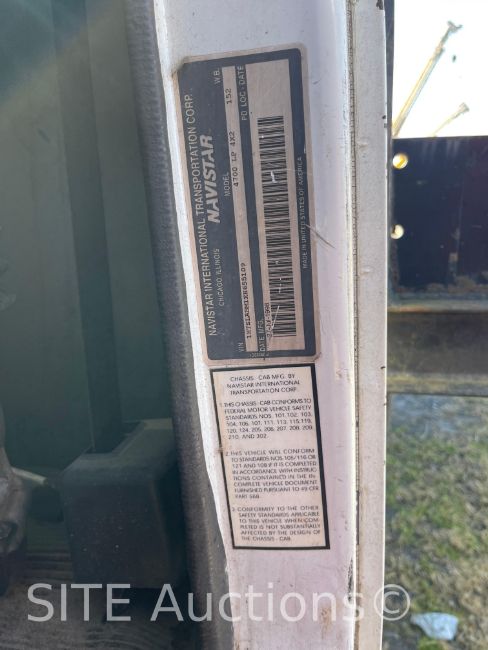 NAVISTAR INTERNATIONAL TRANSPORTATION CORP.
CHICAGO, ILLINOIS
NAVISTAR
MODEL W.B.
4700 LP 4X2 152
VIN PD LOC - DATE
DATE MFG.
MADE IN UNITED STATES OF AMERICA
CHASSIS - CAB MFG. BY
NAVISTAR INTERNATIONAL
TRANSPORTATION CORP.
1. THIS CHASSIS - CAB CONFORMS TO
FEDERAL MOTOR VEHICLE SAFETY
STANDARDS NOS. 101, 102, 103,
104, 106, 107, 111, 113, 115, 119,
120, 124, 205, 206, 207, 208, 209,
210, AND 302.
2. THIS VEHICLE WILL CONFORM
TO STANDARDS NOS. 105/116 OR
121 AND 108 IF IT IS COMPLETED
IN ACCORDANCE WITH INSTRUC-
TIONS CONTAINED IN THE IN-
COMPLETE VEHICLE DOCUMENT
FURNISHED PURSUANT TO 49 CFR
PART 568
3. CONFORMITY TO THE OTHER
SAFETY STANDARDS APPLICABLE
TO THIS VEHICLE WHEN COM-
PLETED IS NOT SUBSTANTIALLY
AFFECTED BY THE DESIGN OF
THE CHASSIS - CAB.
SITE Auctions©